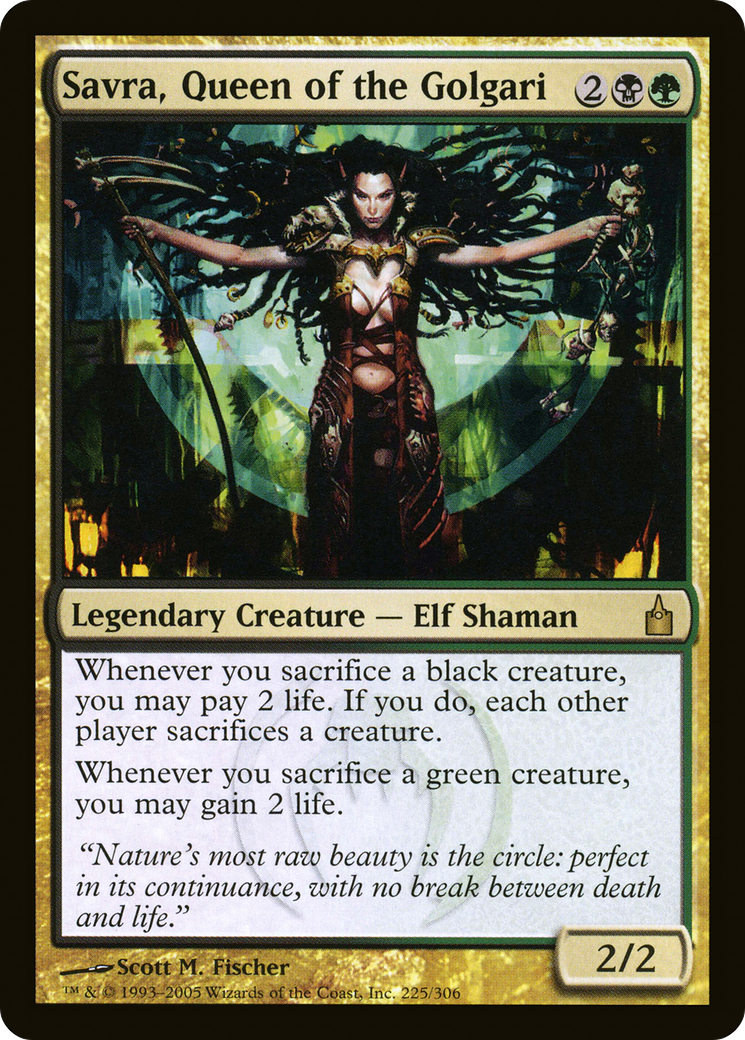 Savra, Queen of the Golgari 2
Legendary Creature — Elf Shaman
Whenever you sacrifice a black creature,
you may pay 2 life. If you do, each other
player sacrifices a creature.
Whenever you sacrifice a green creature,
you may gain 2 life.
“Nature’s most raw beauty is the circle: perfect
in its continuance, with no break between death
and life.”
2/2
Scott M. Fischer
™ & © 1993–2005 Wizards of the Coast, Inc. 225/306